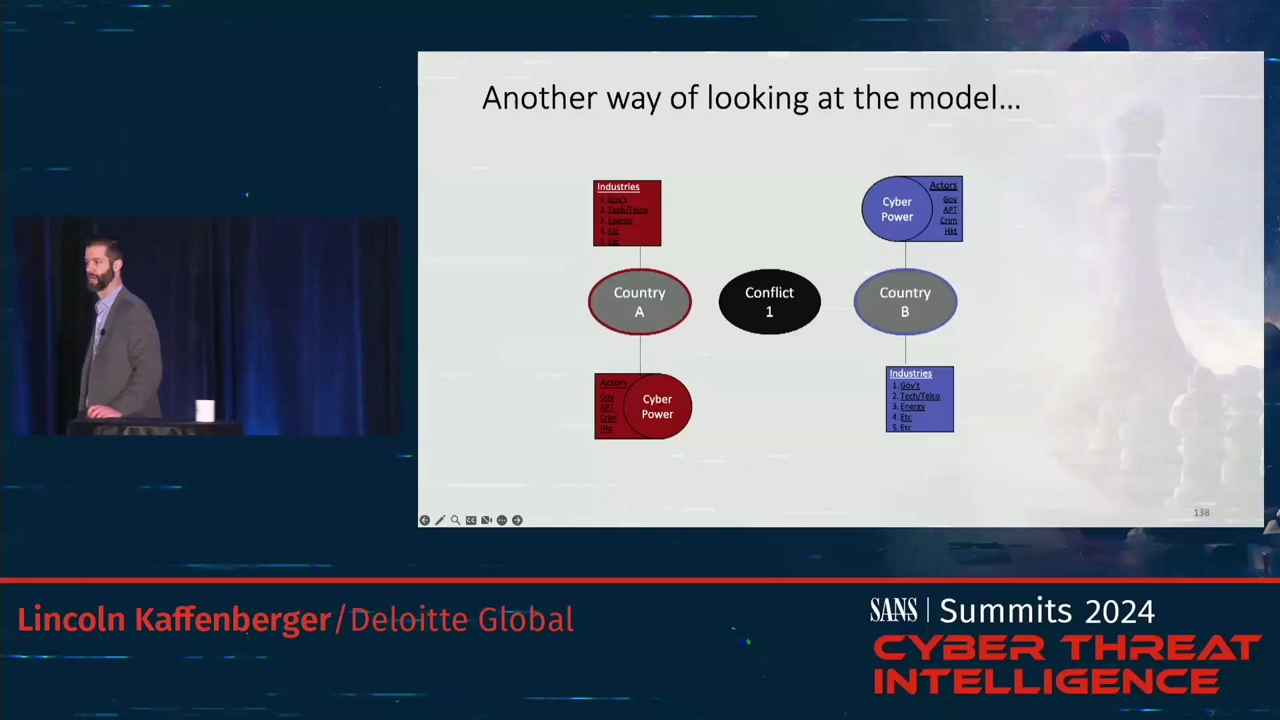 Another way of looking at the model...
Industries
1. Gov't
2. Tech/Telco
3. Energy
4. Etc
5. Etc
Cyber
Power
Actors
Gov
APT
Crim
Hkt
Country
A
Conflict
1
Country
B
Actors
Gov
APT
Crim
Hkt
Cyber
Power
Industries
1. Gov't
2. Tech/Telco
3. Energy
4. Etc
5. Etc
138
Lincoln Kaffenberger/Deloitte Global
SANS | Summits 2024
CYBER THREAT
INTELLIGENCE